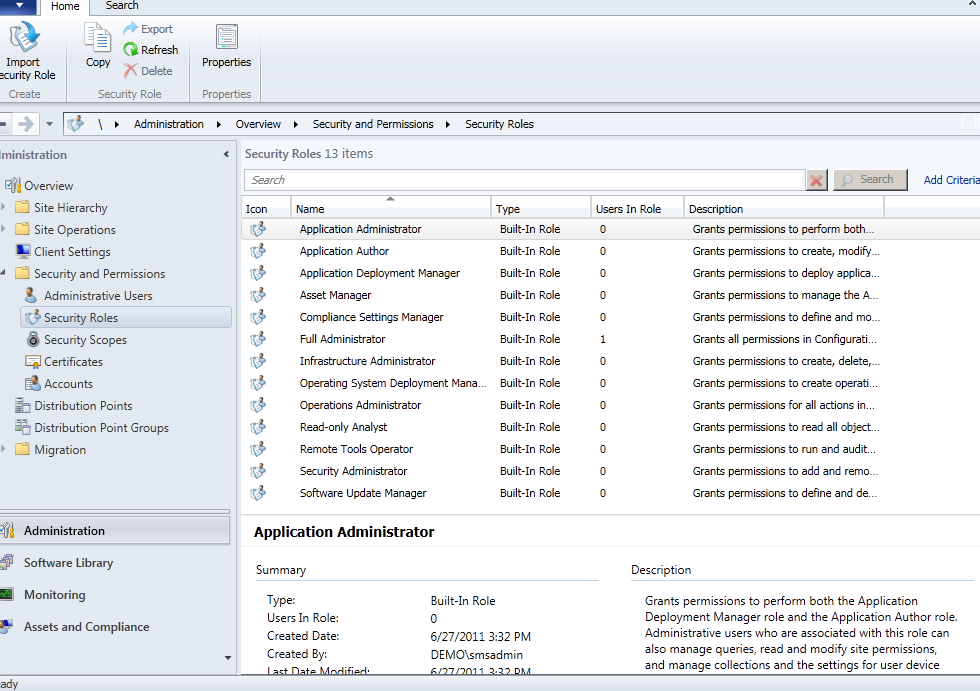 Home Search
Export
Refresh
Delete
Import
ecurity Role
Copy
Properties
Create Security Role Properties
\ Administration Overview Security and Permissions Security Roles
ministration
Overview
Site Hierarchy
Site Operations
Client Settings
Security and Permissions
Administrative Users
Security Roles
Security Scopes
Certificates
Accounts
Distribution Points
Distribution Point Groups
Migration
Administration
Software Library
Monitoring
Assets and Compliance
Security Roles 13 items
Search Search Add Criteria
Icon Name Type Users In Role Description
Application Administrator Built-In Role 0 Grants permissions to perform both...
Application Author Built-In Role 0 Grants permissions to create, modify...
Application Deployment Manager Built-In Role 0 Grants permissions to deploy applica...
Asset Manager Built-In Role 0 Grants permissions to manage the A...
Compliance Settings Manager Built-In Role 0 Grants permissions to define and mo...
Full Administrator Built-In Role 1 Grants all permissions in Configurati...
Infrastructure Administrator Built-In Role 0 Grants permissions to create, delete,...
Operating System Deployment Mana... Built-In Role 0 Grants permissions to create operati...
Operations Administrator Built-In Role 0 Grants permissions for all actions in...
Read-only Analyst Built-In Role 0 Grants permissions to read all object...
Remote Tools Operator Built-In Role 0 Grants permissions to run and audit...
Security Administrator Built-In Role 0 Grants permissions to add and remo...
Software Update Manager Built-In Role 0 Grants permissions to define and de...
Application Administrator
Summary
Type: Built-In Role
Users In Role: 0
Created Date: 6/27/2011 3:32 PM
Created By: DEMO\smsadmin
Last Date Modified: 6/27/2011 3:32 PM
Description
Grants permissions to perform both the Application
Deployment Manager role and the Application Author role.
Administrative users who are associated with this role can
also manage queries, read and modify site permissions,
and manage collections and the settings for user device
eady